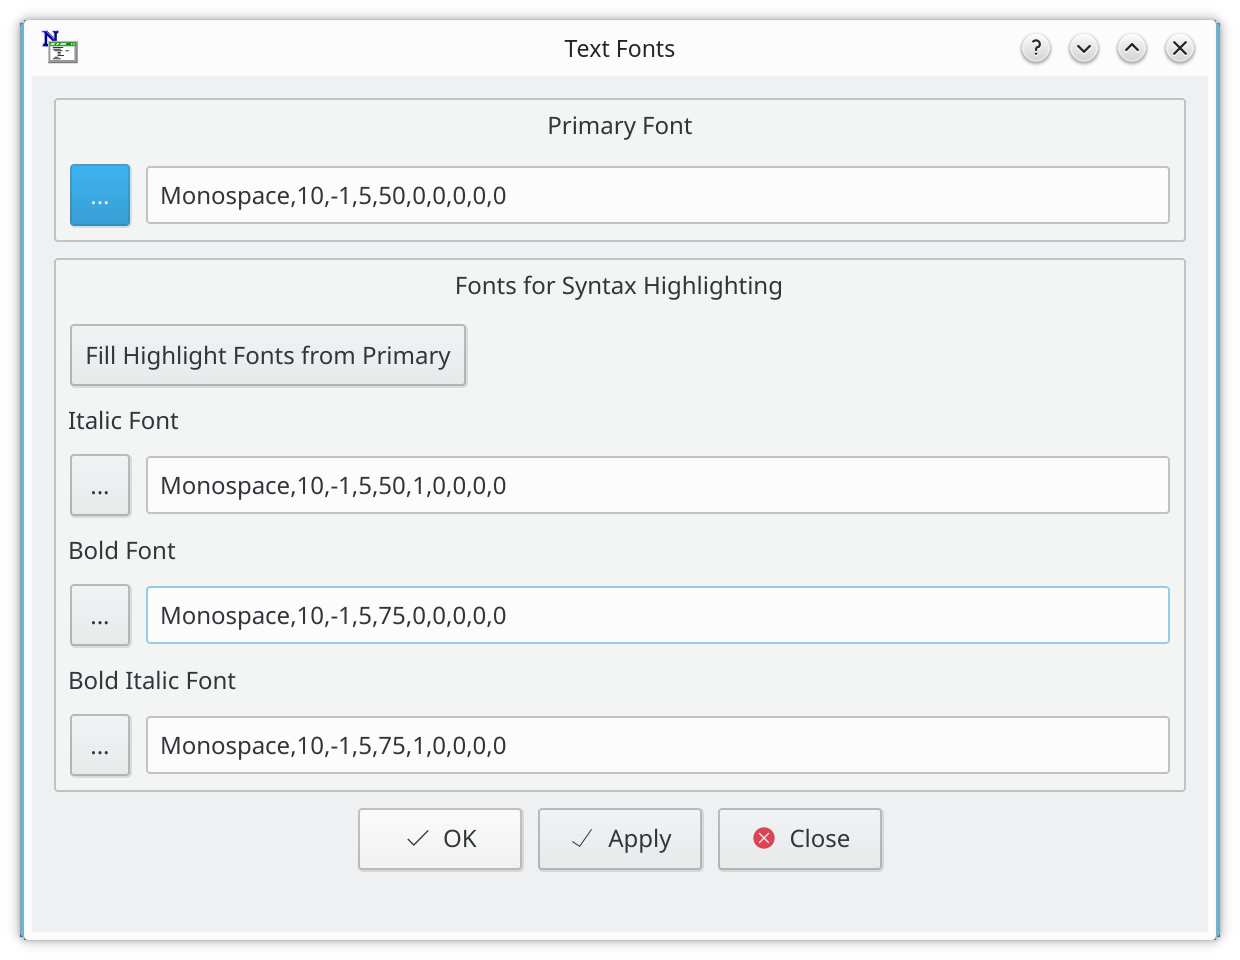 Text Fonts
Primary Font
... Monospace,10,-1,5,50,0,0,0,0,0
Fonts for Syntax Highlighting
Fill Highlight Fonts from Primary
Italic Font
... Monospace,10,-1,5,50,1,0,0,0,0
Bold Font
... Monospace,10,-1,5,75,0,0,0,0,0
Bold Italic Font
... Monospace,10,-1,5,75,1,0,0,0,0
OK Apply Close